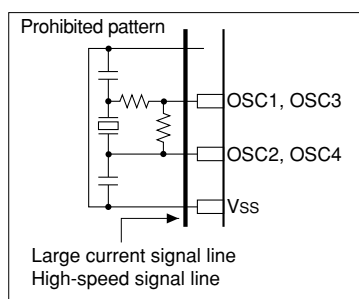 Prohibited pattern
OSC1, OSC3
OSC2, OSC4
VSS
Large current signal line
High-speed signal line